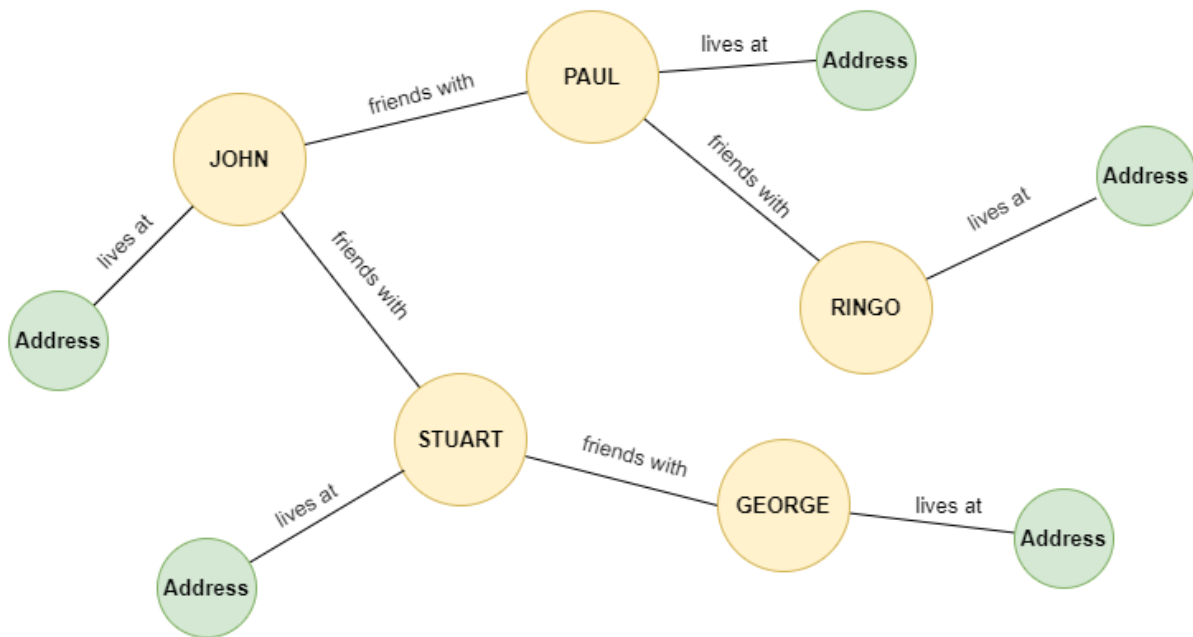 PAUL
lives at
Address
friends with
JOHN
friends with
Address
lives at
lives at
friends with
RINGO
Address
STUART
friends with
lives at
GEORGE
lives at
Address
Address